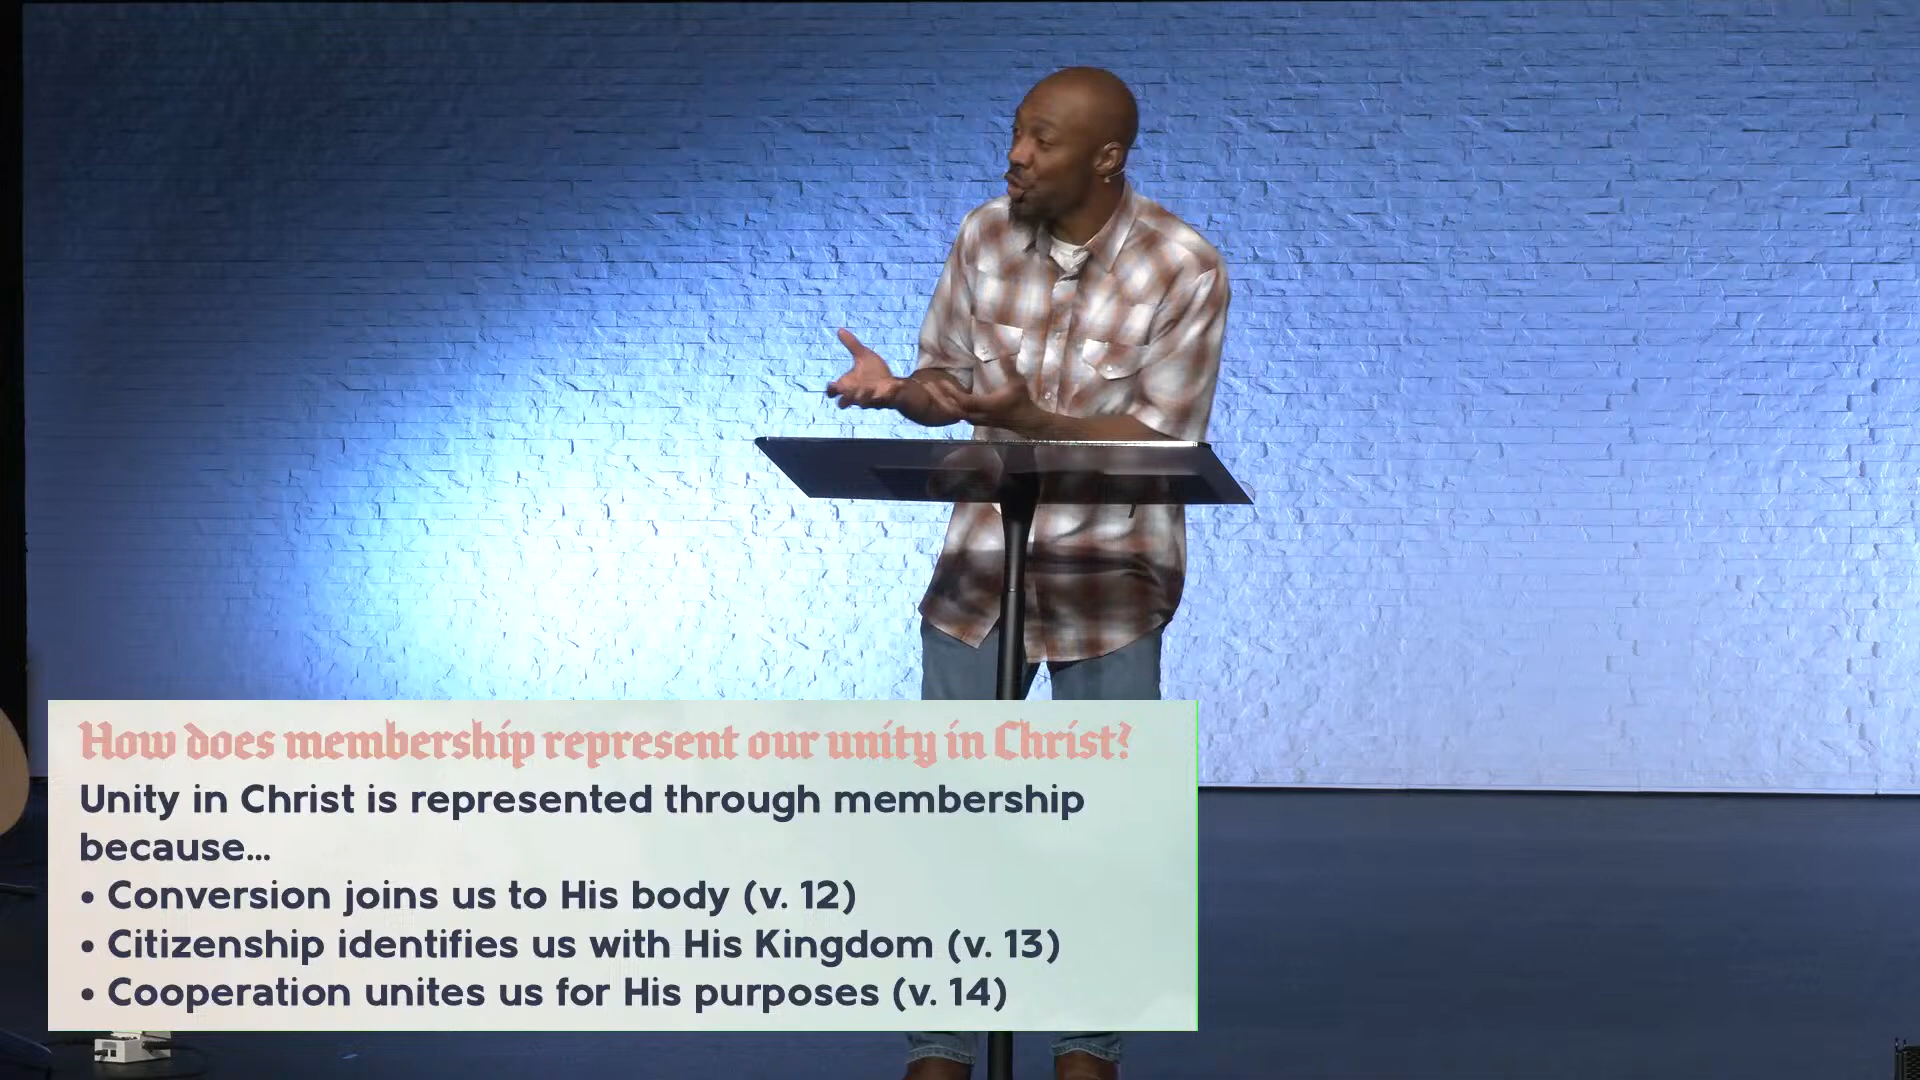 How does membership represent our unity in Christ?
Unity in Christ is represented through membership
because...
• Conversion joins us to His body (v. 12)
• Citizenship identifies us with His Kingdom (v. 13)
• Cooperation unites us for His purposes (v. 14)